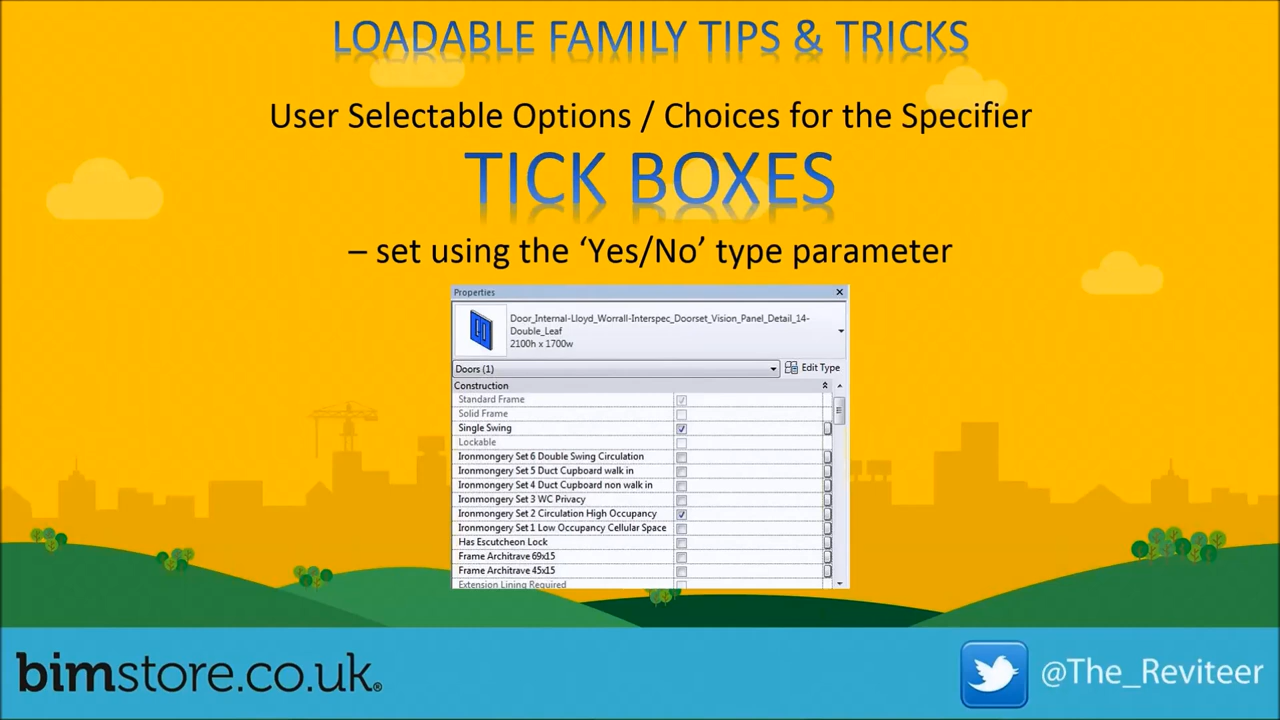 LOADABLE FAMILY TIPS & TRICKS
User Selectable Options / Choices for the Specifier
TICK BOXES
– set using the ‘Yes/No’ type parameter
Properties
Door_Internal-Lloyd_Worrall-Interspec_Doorset_Vision_Panel_Detail_14-
Double_Leaf
2100h x 1700w
Doors (1)
Edit Type
Construction
Standard Frame
Solid Frame
Single Swing
Lockable
Ironmongery Set 6 Double Swing Circulation
Ironmongery Set 5 Duct Cupboard walk in
Ironmongery Set 4 Duct Cupboard non walk in
Ironmongery Set 3 WC Privacy
Ironmongery Set 2 Circulation High Occupancy
Ironmongery Set 1 Low Occupancy Cellular Space
Has Escutcheon Lock
Frame Architrave 69x15
Frame Architrave 45x15
Extension Lining Required
bimstore.co.uk®
@The_Reviteer